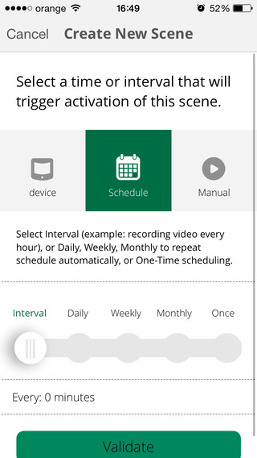 orange 16:49 52%
Cancel Create New Scene
Select a time or interval that will
trigger activation of this scene.
device Schedule Manual
Select Interval (example: recording video every
hour), or Daily, Weekly, Monthly to repeat
schedule automatically, or One-Time scheduling.
Interval Daily Weekly Monthly Once
Every: 0 minutes
Validate